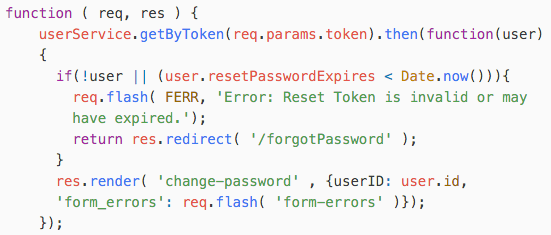 function ( req, res ) {
userService.getByToken(req.params.token).then(function(user)
{
if(!user || (user.resetPasswordExpires < Date.now())){
req.flash( FERR, 'Error: Reset Token is invalid or may
have expired.');
return res.redirect( '/forgotPassword' );
}
res.render( 'change-password' , {userID: user.id,
'form_errors': req.flash( 'form-errors' )});
});